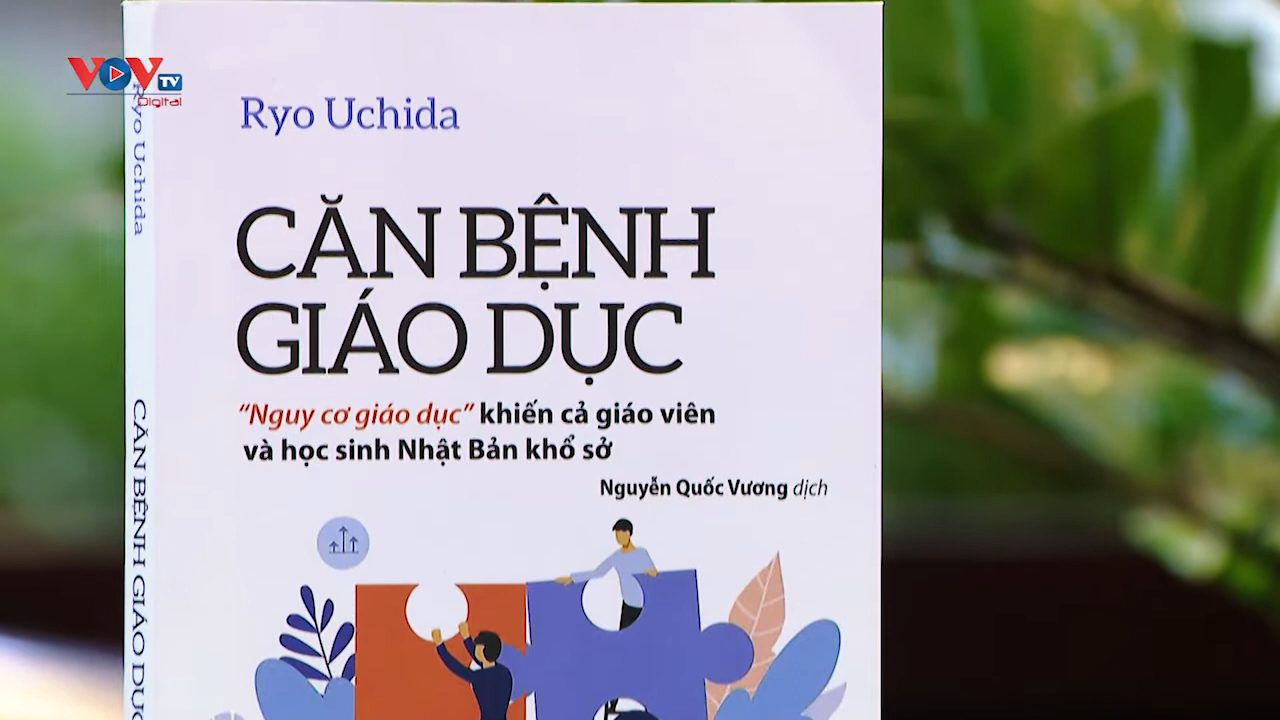 VOV TV
Digital
Ryo Uchida
CĂN BỆNH
GIÁO DỤC
“Nguy cơ giáo dục” khiến cả giáo viên
và học sinh Nhật Bản khổ sở
Nguyễn Quốc Vương dịch
Ryo Uchida
CĂN BỆNH GIÁO DỤC